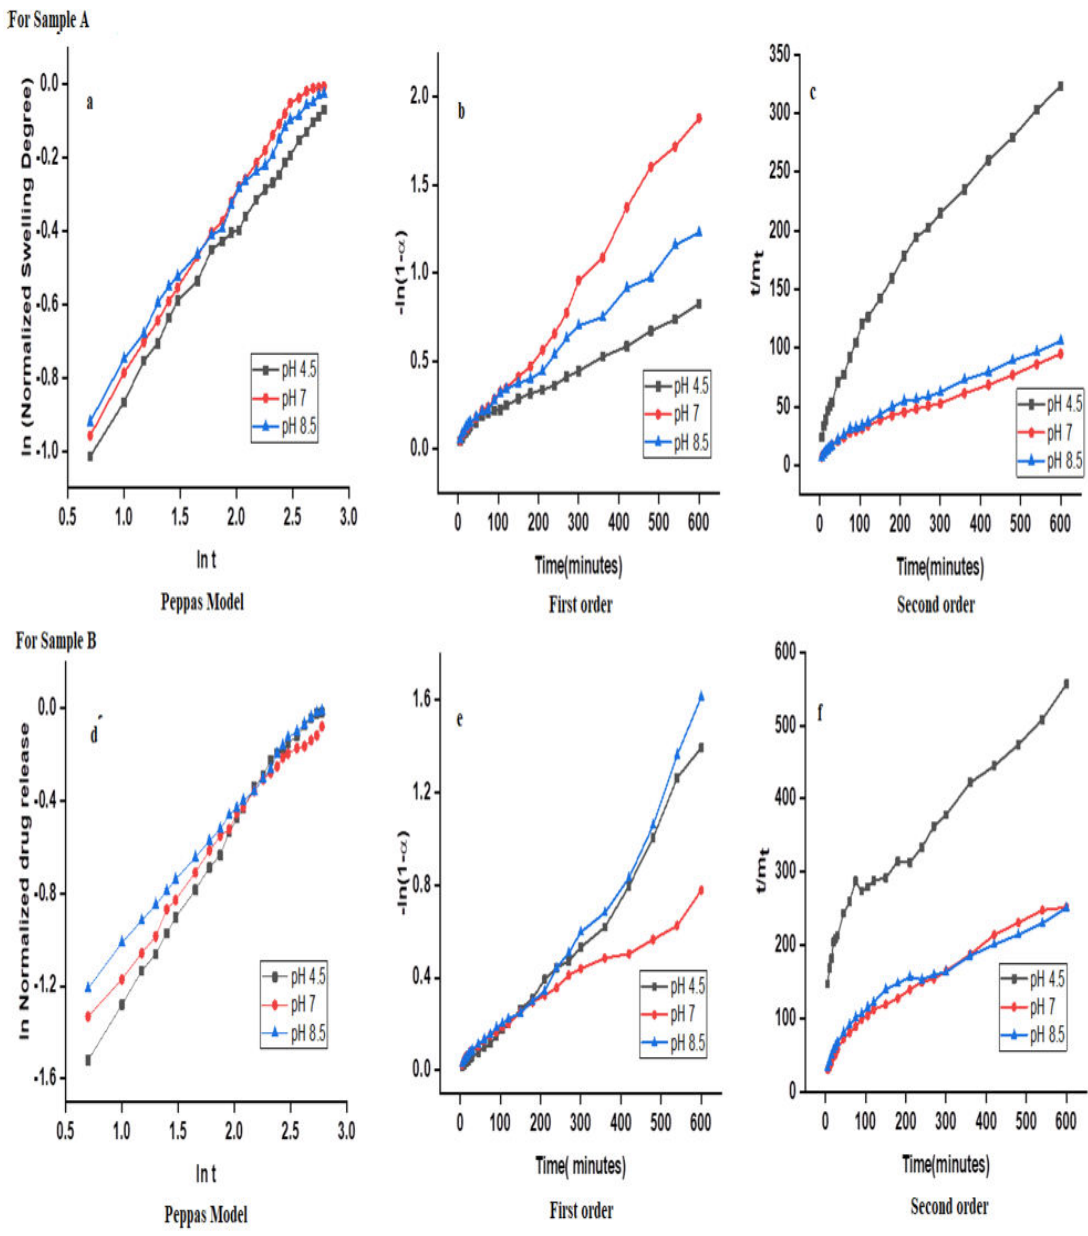 For Sample A
a
ln (Normalized Swelling Degree)
0.0
-0.2
-0.4
-0.6
-0.8
-1.0
pH 4.5
pH 7
pH 8.5
0.5 1.0 1.5 2.0 2.5 3.0
ln t
Peppas Model
b
-ln(1-α)
2.0
1.5
1.0
0.5
0.0
pH 4.5
pH 7
pH 8.5
0 100 200 300 400 500 600
Time(minutes)
First order
c
t/mt
350
300
250
200
150
100
50
0
pH 4.5
pH 7
pH 8.5
0 100 200 300 400 500 600
Time(minutes)
Second order
For Sample B
d
ln Normalized drug release
0.0
-0.4
-0.8
-1.2
-1.6
pH 4.5
pH 7
pH 8.5
0.5 1.0 1.5 2.0 2.5 3.0
ln t
Peppas Model
e
-ln(1-α)
1.6
1.2
0.8
0.4
0.0
pH 4.5
pH 7
pH 8.5
0 100 200 300 400 500 600
Time( minutes)
First order
f
t/mt
600
500
400
300
200
100
0
pH 4.5
pH 7
pH 8.5
0 100 200 300 400 500 600
Time(minutes)
Second order